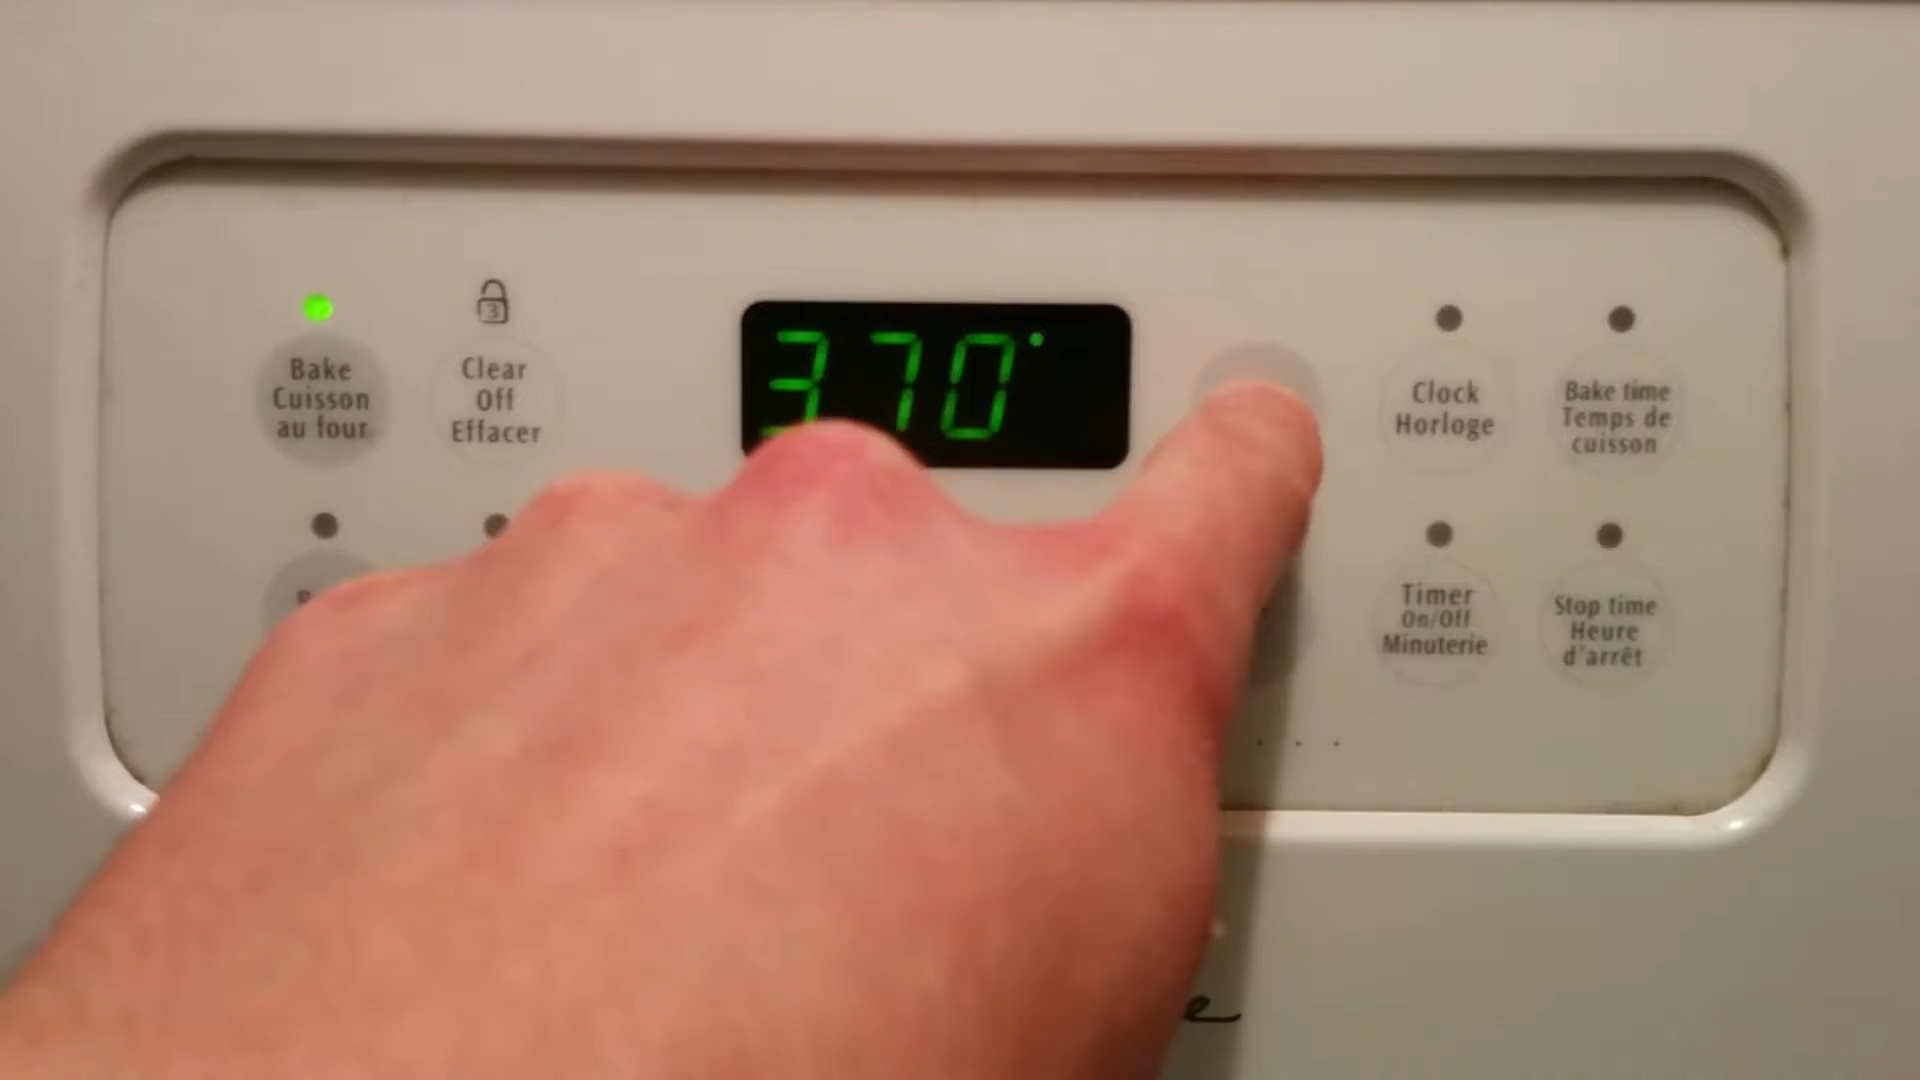 3
Bake
Cuisson
au four
Clear
Off
Effacer
370°
Clock
Horloge
Bake time
Temps de
cuisson
Timer
On/Off
Minuterie
Stop time
Heure
d'arrêt